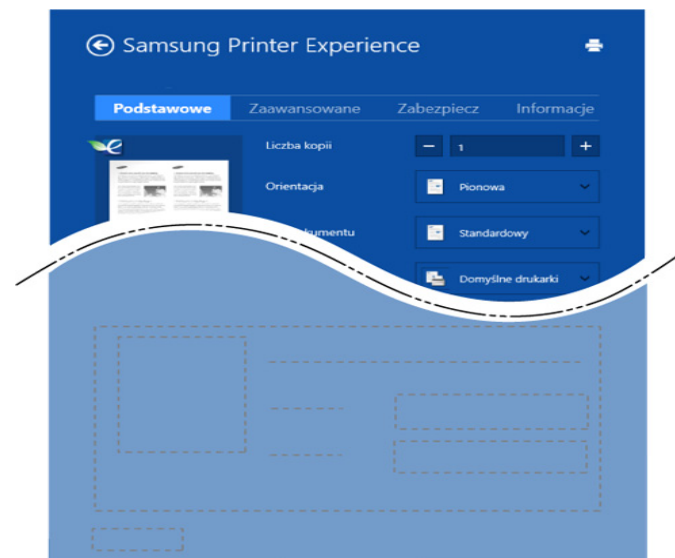 Samsung Printer Experience
Podstawowe Zaawansowane Zabezpiecz Informacje
Liczba kopii 1
Orientacja Pionowa
Standardowy
Domyślne drukarki